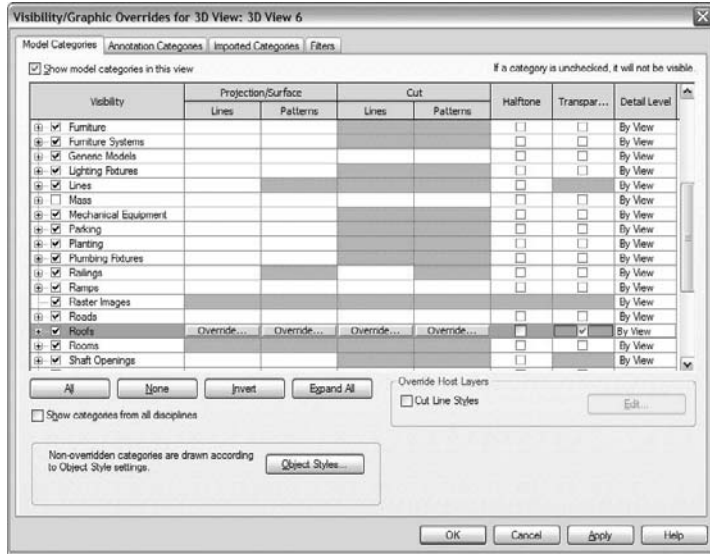 Visibility/Graphic Overrides for 3D View: 3D View 6
Model Categories Annotation Categories Imported Categories Filters
Show model categories in this view If a category is unchecked, it will not be visible.
Visibility Projection/Surface Cut Halftone Transpar... Detail Level
Lines Patterns Lines Patterns
Furniture By View
Furniture Systems By View
Generic Models By View
Lighting Fixtures By View
Lines By View
Mass By View
Mechanical Equipment By View
Parking By View
Planting By View
Plumbing Fixtures By View
Railings By View
Ramps By View
Raster Images By View
Roads By View
Roofs Override... Override... Override... Override... By View
Rooms By View
Shaft Openings By View
All None Invert Expand All Override Host Layers
Cut Line Styles Edit...
Show categories from all disciplines
Non-overridden categories are drawn according
to Object Style settings. Object Styles...
OK Cancel Apply Help